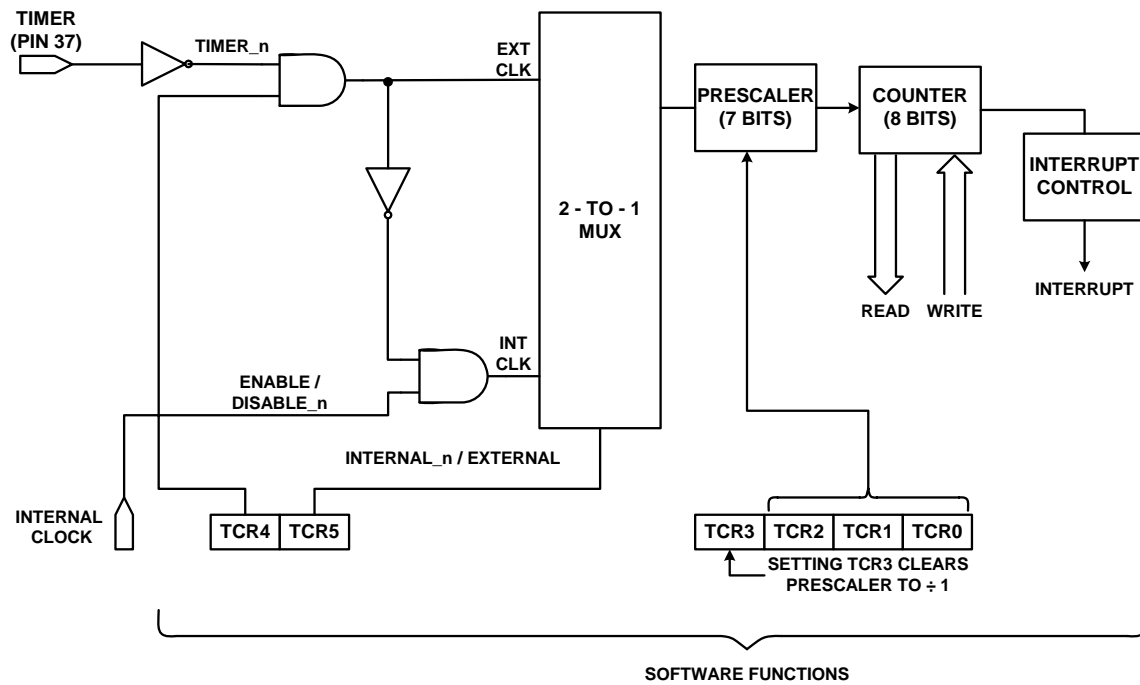 TIMER
(PIN 37)
TIMER_n
EXT
CLK
2 - TO - 1
MUX
PRESCALER
(7 BITS)
COUNTER
(8 BITS)
INTERRUPT
CONTROL
READ
WRITE
INTERRUPT
INT
CLK
ENABLE /
DISABLE_n
INTERNAL_n / EXTERNAL
INTERNAL
CLOCK
TCR4
TCR5
TCR3
TCR2
TCR1
TCR0
SETTING TCR3 CLEARS
PRESCALER TO ÷ 1
SOFTWARE FUNCTIONS